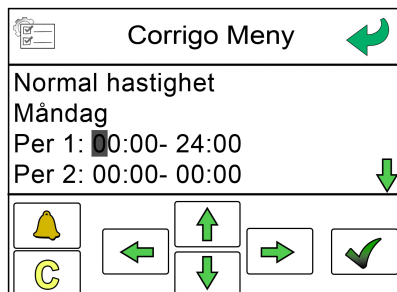 Corrigo Meny
Normal hastighet
Måndag
Per 1: 00:00- 24:00
Per 2: 00:00- 00:00
C